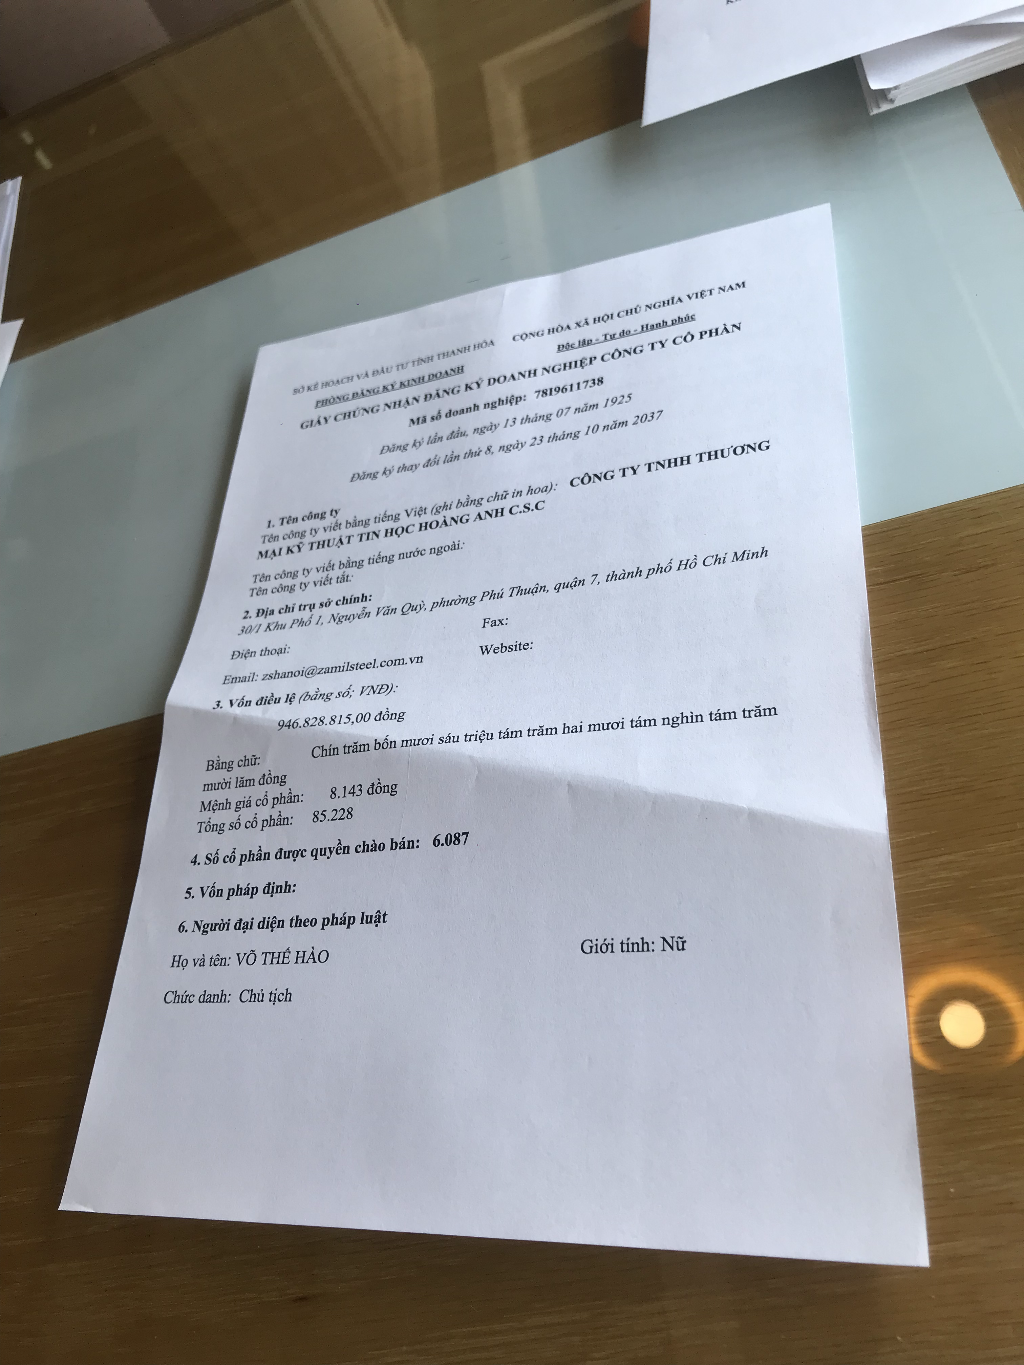 SỞ KẾ HOẠCH VÀ ĐẦU TƯ TỈNH THANH HÓA CỘNG HÒA XÃ HỘI CHỦ NGHĨA VIỆT NAM
PHÒNG ĐĂNG KÝ KINH DOANH Độc lập - Tự do - Hạnh phúc
GIẤY CHỨNG NHẬN ĐĂNG KÝ DOANH NGHIỆP CÔNG TY CỔ PHẦN
Mã số doanh nghiệp: 7819611738
Đăng ký lần đầu, ngày 13 tháng 07 năm 1925
Đăng ký thay đổi lần thứ 8, ngày 23 tháng 10 năm 2037
1. Tên công ty
Tên công ty viết bằng tiếng Việt (ghi bằng chữ in hoa): CÔNG TY TNHH THƯƠNG
MẠI KỸ THUẬT TIN HỌC HOÀNG ANH C.S.C
Tên công ty viết bằng tiếng nước ngoài:
Tên công ty viết tắt:
2. Địa chỉ trụ sở chính:
30/1 Khu Phố 1, Nguyễn Văn Quỳ, phường Phú Thuận, quận 7, thành phố Hồ Chí Minh
Điện thoại: Fax:
Email: zshanoi@zamilsteel.com.vn Website:
3. Vốn điều lệ (bằng số; VNĐ):
946.828.815,00 đồng
Bằng chữ: Chín trăm bốn mươi sáu triệu tám trăm hai mươi tám nghìn tám trăm
mười lăm đồng
Mệnh giá cổ phần: 8.143 đồng
Tổng số cổ phần: 85.228
4. Số cổ phần được quyền chào bán: 6.087
5. Vốn pháp định:
6. Người đại diện theo pháp luật
Họ và tên: VÕ THẾ HÀO Giới tính: Nữ
Chức danh: Chủ tịch